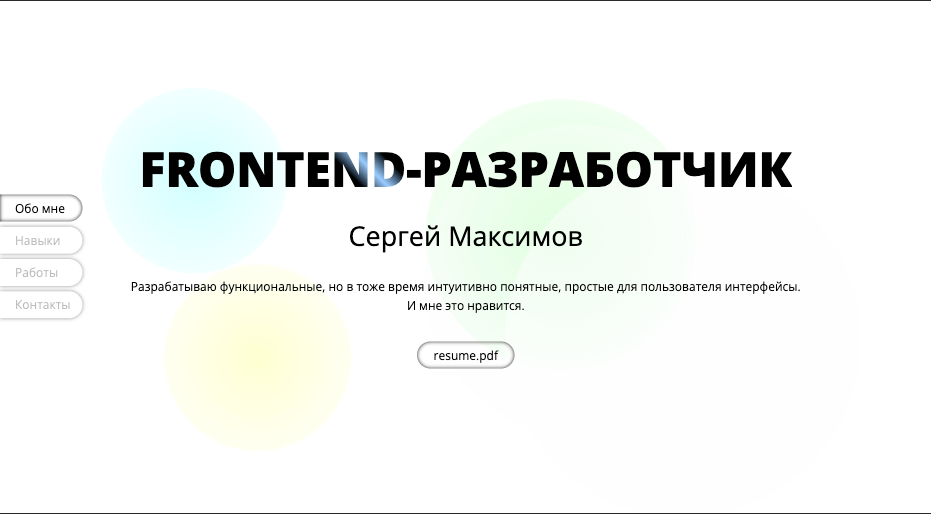 FRONTEND-РАЗРАБОТЧИК
Обо мне
Навыки
Работы
Контакты
Сергей Максимов
Разрабатываю функциональные, но в тоже время интуитивно понятные, простые для пользователя интерфейсы.
И мне это нравится.
resume.pdf